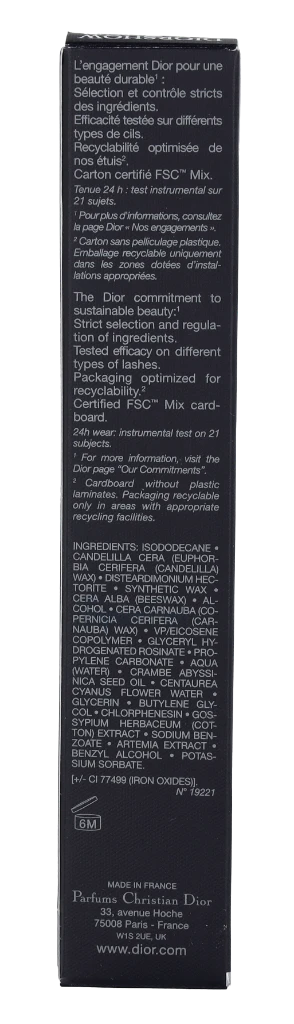 DIORSHOW
L'engagement Dior pour une
beauté durable¹ :
Sélection et contrôle stricts
des ingrédients.
Efficacité testée sur différents
types de cils.
Recyclabilité optimisée de
nos étuis².
Carton certifié FSC™ Mix.
Tenue 24 h : test instrumental sur
21 sujets.
¹ Pour plus d'informations, consultez
la page Dior « Nos engagements ».
² Carton sans pelliculage plastique.
Emballage recyclable uniquement
dans les zones dotées d'instal-
lations appropriées.
The Dior commitment to
sustainable beauty:¹
Strict selection and regula-
tion of ingredients.
Tested efficacy on different
types of lashes.
Packaging optimized for
recyclability.²
Certified FSC™ Mix card-
board.
24h wear: instrumental test on 21
subjects.
¹ For more information, visit the
Dior page "Our Commitments".
² Cardboard without plastic
laminates. Packaging recyclable
only in areas with appropriate
recycling facilities.
INGREDIENTS: ISODODECANE •
CANDELILLA CERA (EUPHOR-
BIA CERIFERA (CANDELILLA)
WAX) • DISTEARDIMONIUM HEC-
TORITE • SYNTHETIC WAX •
CERA ALBA (BEESWAX) • AL-
COHOL • CERA CARNAUBA (CO-
PERNICIA CERIFERA (CAR-
NAUBA) WAX) • VP/EICOSENE
COPOLYMER • GLYCERYL HY-
DROGENATED ROSINATE • PRO-
PYLENE CARBONATE • AQUA
(WATER) • CRAMBE ABYSSI-
NICA SEED OIL • CENTAUREA
CYANUS FLOWER WATER •
GLYCERIN • BUTYLENE GLY-
COL • CHLORPHENESIN • GOS-
SYPIUM HERBACEUM (COT-
TON) EXTRACT • SODIUM BEN-
ZOATE • ARTEMIA EXTRACT •
BENZYL ALCOHOL • POTAS-
SIUM SORBATE.
[+/- CI 77499 (IRON OXIDES)].
N° 19221
6M
MADE IN FRANCE
Parfums Christian Dior
33, avenue Hoche
75008 Paris - France
W1S 2UE, UK
www.dior.com